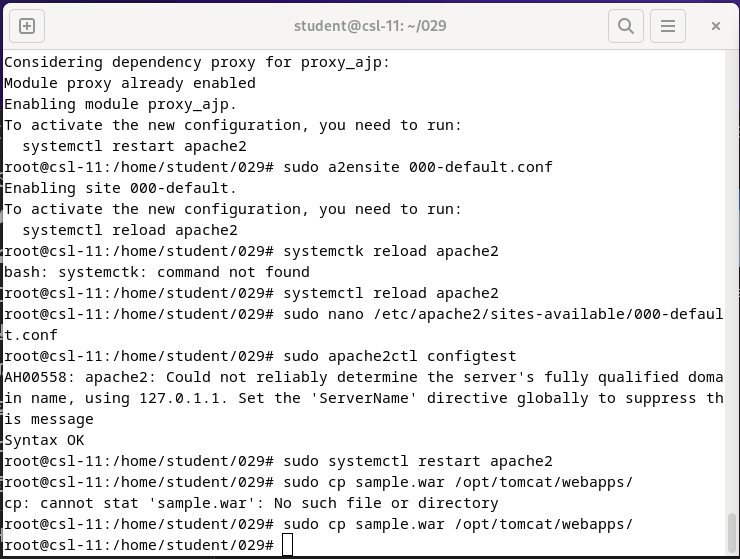 student@csl-11: ~/029
Considering dependency proxy for proxy_ajp:
Module proxy already enabled
Enabling module proxy_ajp.
To activate the new configuration, you need to run:
  systemctl restart apache2
root@csl-11:/home/student/029# sudo a2ensite 000-default.conf
Enabling site 000-default.
To activate the new configuration, you need to run:
  systemctl reload apache2
root@csl-11:/home/student/029# systemctk reload apache2
bash: systemctk: command not found
root@csl-11:/home/student/029# systemctl reload apache2
root@csl-11:/home/student/029# sudo nano /etc/apache2/sites-available/000-defaul
t.conf
root@csl-11:/home/student/029# sudo apache2ctl configtest
AH00558: apache2: Could not reliably determine the server's fully qualified doma
in name, using 127.0.1.1. Set the 'ServerName' directive globally to suppress th
is message
Syntax OK
root@csl-11:/home/student/029# sudo systemctl restart apache2
root@csl-11:/home/student/029# sudo cp sample.war /opt/tomcat/webapps/
cp: cannot stat 'sample.war': No such file or directory
root@csl-11:/home/student/029# sudo cp sample.war /opt/tomcat/webapps/
root@csl-11:/home/student/029#